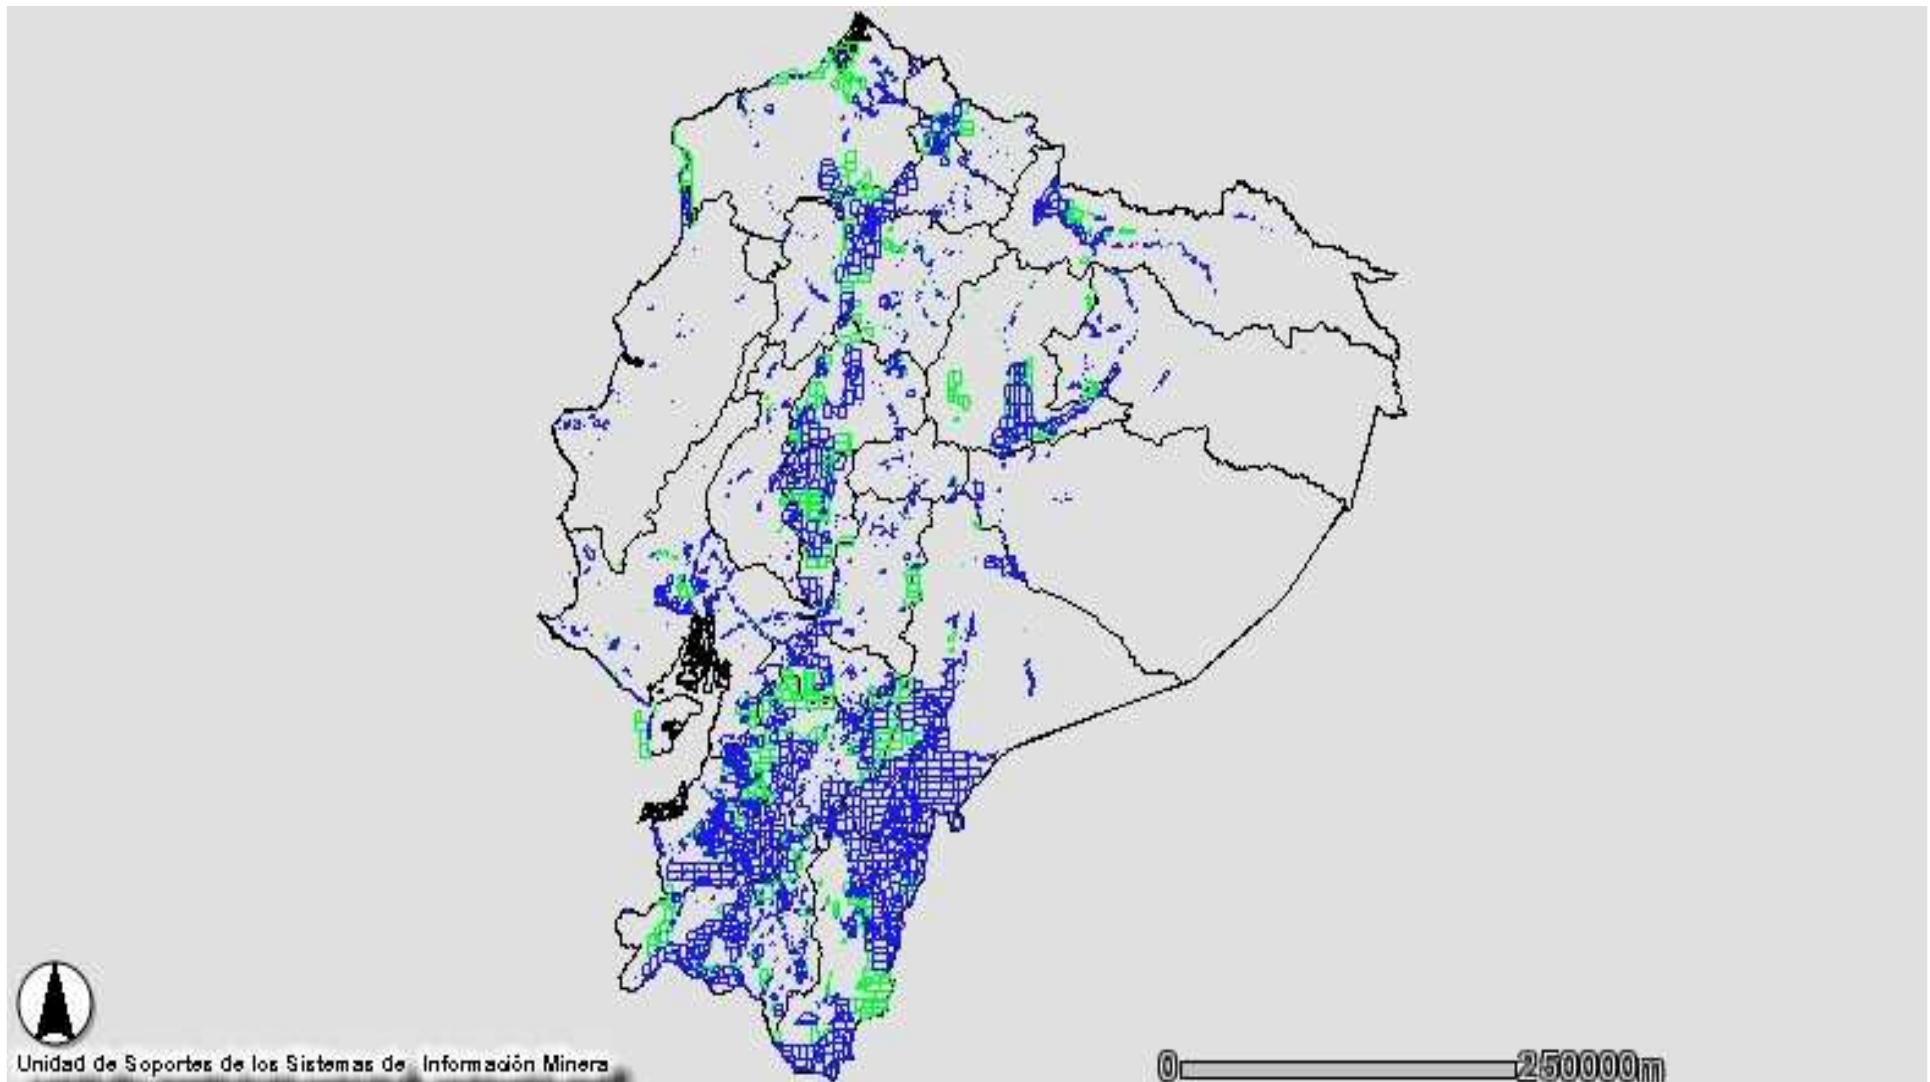 Unidad de Soportes de los Sistemas de Información Minera
0 250000m